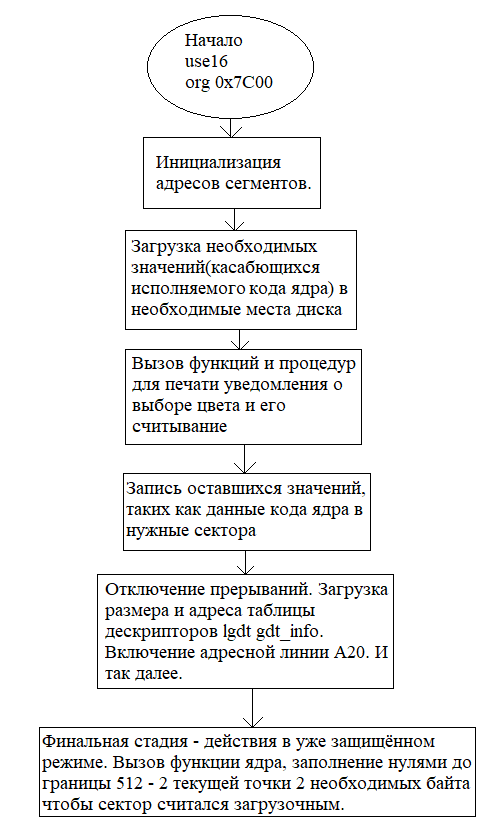 Начало
use16
org 0x7C00
Инициализация
адресов сегментов.
Загрузка необходимых
значений(касабющихся
исполняемого кода ядра) в
необходимые места диска
Вызов функций и процедур
для печати уведомления о
выборе цвета и его
считывание
Запись оставшихся значений,
таких как данные кода ядра в
нужные сектора
Отключение прерываний. Загрузка
размера и адреса таблицы
дескрипторов lgdt gdt_info.
Включение адресной линии А20. И
так далее.
Финальная стадия - действия в уже защищённом
режиме. Вызов функции ядра, заполнение нулями до
границы 512 - 2 текущей точки 2 необходимых байта
чтобы сектор считался загрузочным.